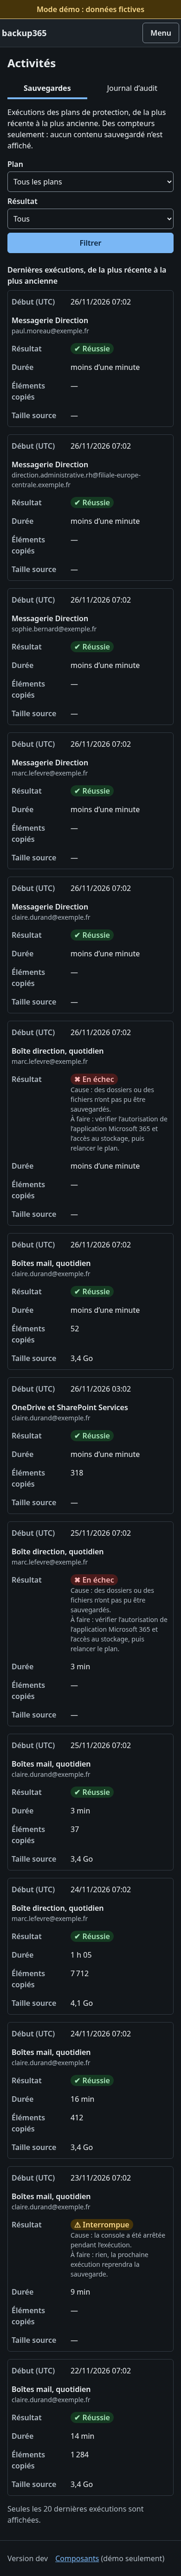 Mode démo : données fictives
backup365
Menu
Activités
Sauvegardes
Journal d’audit
Exécutions des plans de protection, de la plus
récente à la plus ancienne. Des compteurs
seulement : aucun contenu sauvegardé n’est
affiché.
Plan
Tous les plans
Résultat
Tous
Filtrer
Dernières exécutions, de la plus récente à la
plus ancienne
Début (UTC) 26/11/2026 07:02
Messagerie Direction
paul.moreau@exemple.fr
Résultat ✔ Réussie
Durée moins d’une minute
Éléments
copiés —
Taille source —
Début (UTC) 26/11/2026 07:02
Messagerie Direction
direction.administrative.rh@filiale-europe-
centrale.exemple.fr
Résultat ✔ Réussie
Durée moins d’une minute
Éléments
copiés —
Taille source —
Début (UTC) 26/11/2026 07:02
Messagerie Direction
sophie.bernard@exemple.fr
Résultat ✔ Réussie
Durée moins d’une minute
Éléments
copiés —
Taille source —
Début (UTC) 26/11/2026 07:02
Messagerie Direction
marc.lefevre@exemple.fr
Résultat ✔ Réussie
Durée moins d’une minute
Éléments
copiés —
Taille source —
Début (UTC) 26/11/2026 07:02
Messagerie Direction
claire.durand@exemple.fr
Résultat ✔ Réussie
Durée moins d’une minute
Éléments
copiés —
Taille source —
Début (UTC) 26/11/2026 07:02
Boîte direction, quotidien
marc.lefevre@exemple.fr
Résultat ✖ En échec
Cause : des dossiers ou des
fichiers n’ont pas pu être
sauvegardés.
À faire : vérifier l’autorisation de
l’application Microsoft 365 et
l’accès au stockage, puis
relancer le plan.
Durée moins d’une minute
Éléments
copiés —
Taille source —
Début (UTC) 26/11/2026 07:02
Boîtes mail, quotidien
claire.durand@exemple.fr
Résultat ✔ Réussie
Durée moins d’une minute
Éléments
copiés 52
Taille source 3,4 Go
Début (UTC) 26/11/2026 03:02
OneDrive et SharePoint Services
claire.durand@exemple.fr
Résultat ✔ Réussie
Durée moins d’une minute
Éléments
copiés 318
Taille source —
Début (UTC) 25/11/2026 07:02
Boîte direction, quotidien
marc.lefevre@exemple.fr
Résultat ✖ En échec
Cause : des dossiers ou des
fichiers n’ont pas pu être
sauvegardés.
À faire : vérifier l’autorisation de
l’application Microsoft 365 et
l’accès au stockage, puis
relancer le plan.
Durée 3 min
Éléments
copiés —
Taille source —
Début (UTC) 25/11/2026 07:02
Boîtes mail, quotidien
claire.durand@exemple.fr
Résultat ✔ Réussie
Durée 3 min
Éléments
copiés 37
Taille source 3,4 Go
Début (UTC) 24/11/2026 07:02
Boîte direction, quotidien
marc.lefevre@exemple.fr
Résultat ✔ Réussie
Durée 1 h 05
Éléments
copiés 7 712
Taille source 4,1 Go
Début (UTC) 24/11/2026 07:02
Boîtes mail, quotidien
claire.durand@exemple.fr
Résultat ✔ Réussie
Durée 16 min
Éléments
copiés 412
Taille source 3,4 Go
Début (UTC) 23/11/2026 07:02
Boîtes mail, quotidien
claire.durand@exemple.fr
Résultat ⚠ Interrompue
Cause : la console a été arrêtée
pendant l’exécution.
À faire : rien, la prochaine
exécution reprendra la
sauvegarde.
Durée 9 min
Éléments
copiés —
Taille source —
Début (UTC) 22/11/2026 07:02
Boîtes mail, quotidien
claire.durand@exemple.fr
Résultat ✔ Réussie
Durée 14 min
Éléments
copiés 1 284
Taille source 3,4 Go
Seules les 20 dernières exécutions sont
affichées.
Version dev Composants (démo seulement)